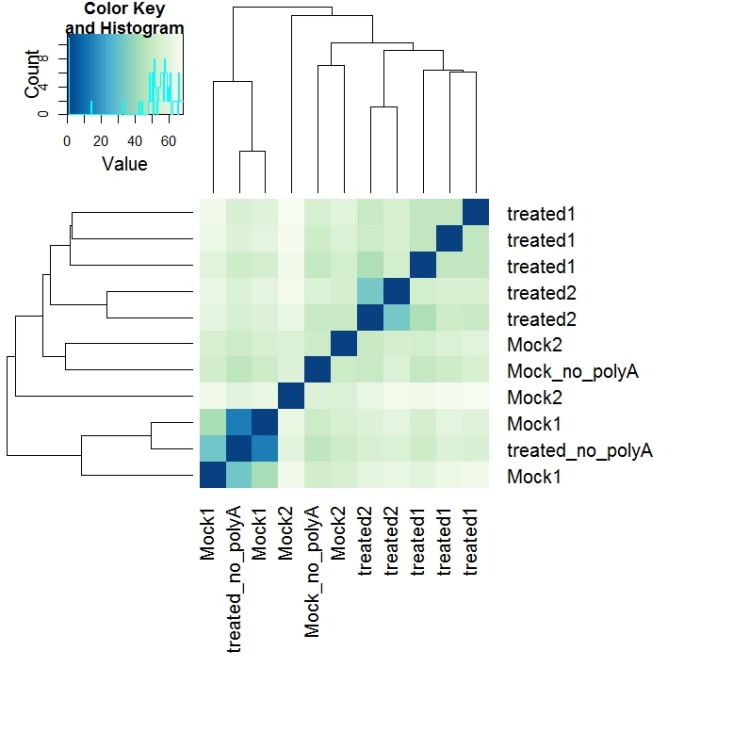 Color Key
and Histogram
Count
0 4 8
0 20 40 60
Value
treated1
treated1
treated1
treated2
treated2
Mock2
Mock_no_polyA
Mock2
Mock1
treated_no_polyA
Mock1
Mock1
treated_no_polyA
Mock1
Mock2
Mock_no_polyA
Mock2
treated2
treated2
treated1
treated1
treated1